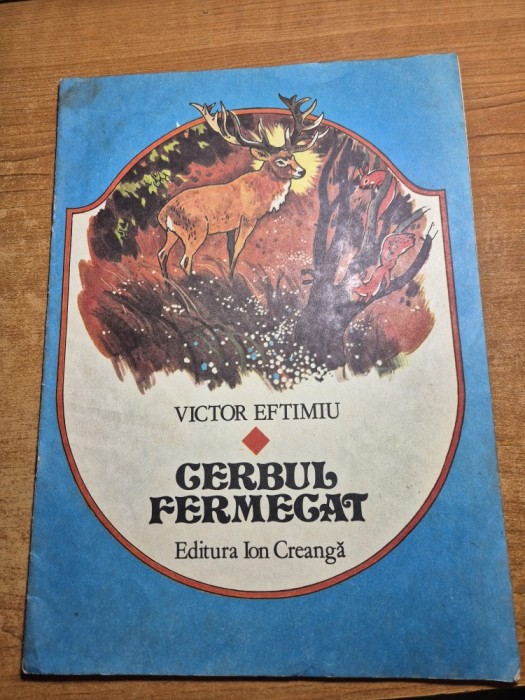 VICTOR EFTIMIU
CERBUL
FERMECAT
Editura Ion Creangă